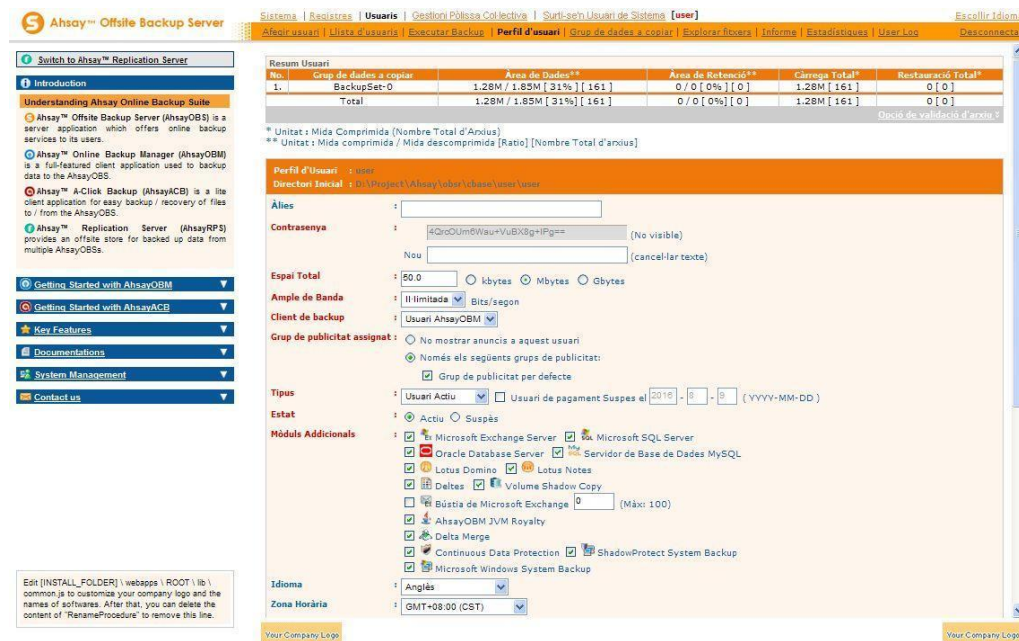 Ahsay™ Offsite Backup Server
Sistema | Registres | Usuaris | Gestioni Pòlissa Col·lectiva | Surti-se'n Usuari de Sistema [user]
Escollir Idiom
Afegir usuari | Llista d'usuaris | Executar Backup | Perfil d'usuari | Grup de dades a copiar | Explorar fitxers | Informe | Estadístiques | User Log
Desconnecta
Switch to Ahsay™ Replication Server
Introduction
Understanding Ahsay Online Backup Suite
Ahsay™ Offsite Backup Server (AhsayOBS) is a
server application which offers online backup
services to its users.
Ahsay™ Online Backup Manager (AhsayOBM)
is a full-featured client application used to backup
data to the AhsayOBS.
Ahsay™ A-Click Backup (AhsayACB) is a lite
client application for easy backup / recovery of files
to / from the AhsayOBS.
Ahsay™ Replication Server (AhsayRPS)
provides an offsite store for backed up data from
multiple AhsayOBSs.
Getting Started with AhsayOBM
Getting Started with AhsayACB
Key Features
Documentations
System Management
Contact us
Edit [INSTALL_FOLDER] \ webapps \ ROOT \ lib \
common.js to customize your company logo and the
names of softwares. After that, you can delete the
content of "RenameProcedure" to remove this line.
Resum Usuari
No. Grup de dades a copiar Àrea de Dades** Àrea de Retenció** Càrrega Total* Restauració Total*
1. BackupSet-0 1.28M / 1.85M [ 31% ] [ 161 ] 0 / 0 [ 0% ] [ 0 ] 1.28M [ 161 ] 0 [ 0 ]
Total 1.28M / 1.85M [ 31%] [ 161 ] 0 / 0 [ 0%] [ 0 ] 1.28M [ 161 ] 0 [ 0 ]
Opció de validació d'arxiu
* Unitat : Mida Comprimida (Nombre Total d'Arxius)
** Unitat : Mida comprimida / Mida descomprimida [Ratio] [Nombre Total d'arxius]
Perfil d'Usuari : user
Directori Inicial : D:\Project\Ahsay\obsr\cbase\user\user
Àlies :
Contrasenya : 4QrcOUm6Wau+VuBX8g+IPg== (No visible)
Nou (cancel·lar texte)
Espai Total : 50.0 kbytes Mbytes Gbytes
Ample de Banda : Il·limitada Bits/segon
Client de backup : Usuari AhsayOBM
Grup de publicitat assignat : No mostrar anuncis a aquest usuari
Només els següents grups de publicitat:
Grup de publicitat per defecte
Tipus : Usuari Actiu Usuari de pagament Suspes el 2016 - 8 - 9 ( YYYY-MM-DD )
Estat : Actiu Suspès
Mòduls Addicionals : Microsoft Exchange Server Microsoft SQL Server
Oracle Database Server Servidor de Base de Dades MySQL
Lotus Domino Lotus Notes
Deltes Volume Shadow Copy
Bústia de Microsoft Exchange 0 (Màx: 100)
AhsayOBM JVM Royalty
Delta Merge
Continuous Data Protection ShadowProtect System Backup
Microsoft Windows System Backup
Idioma : Anglès
Zona Horària : GMT+08:00 (CST)
Your Company Logo
Your Company Logo